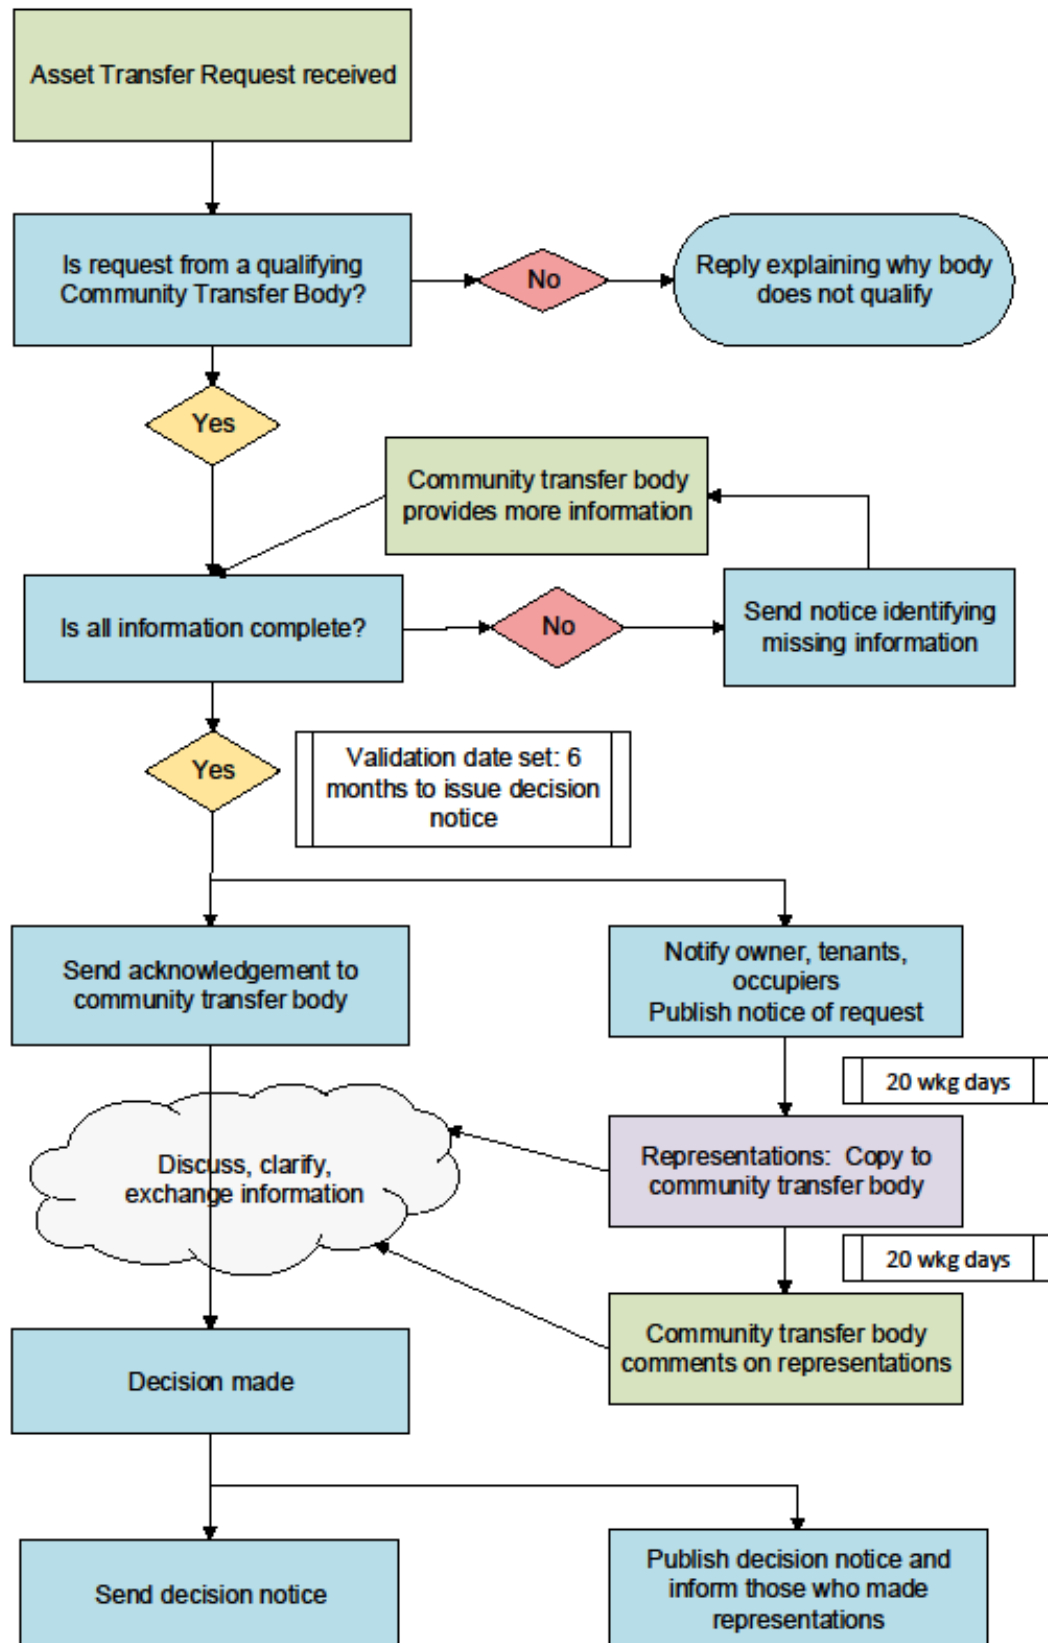 Asset Transfer Request received
Is request from a qualifying
Community Transfer Body?
No
Reply explaining why body
does not qualify
Yes
Community transfer body
provides more information
Is all information complete?
No
Send notice identifying
missing information
Yes
Validation date set: 6
months to issue decision
notice
Send acknowledgement to
community transfer body
Notify owner, tenants,
occupiers
Publish notice of request
20 wkg days
Discuss, clarify,
exchange information
Representations: Copy to
community transfer body
20 wkg days
Community transfer body
comments on representations
Decision made
Send decision notice
Publish decision notice and
inform those who made
representations